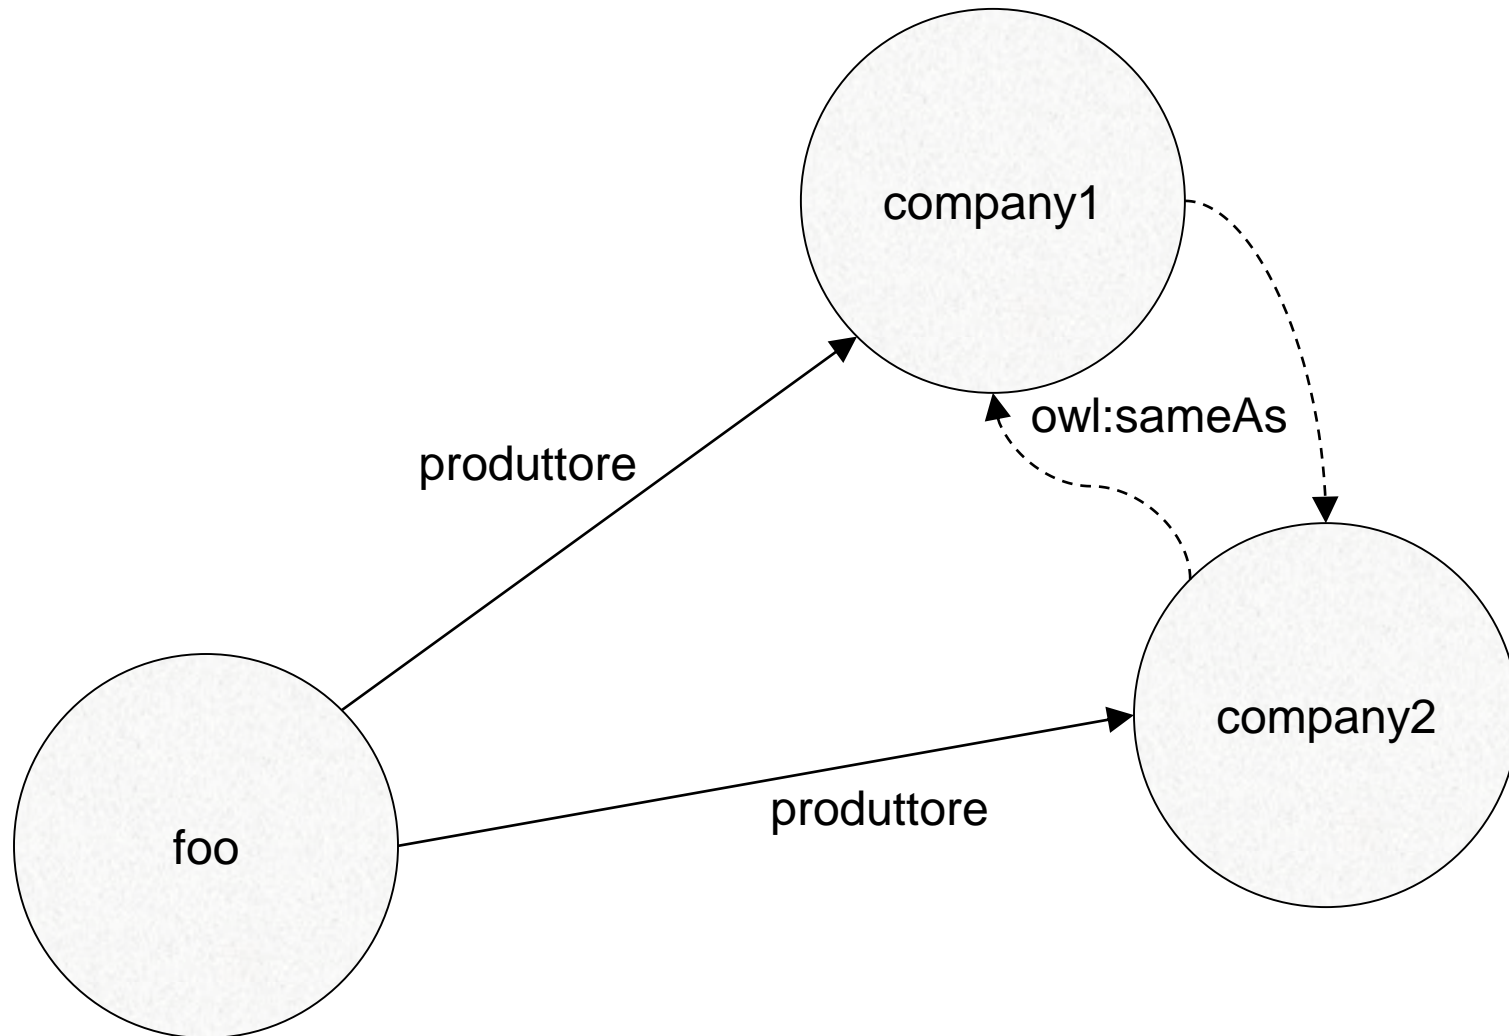 company1
owl:sameAs
produttore
company2
produttore
foo